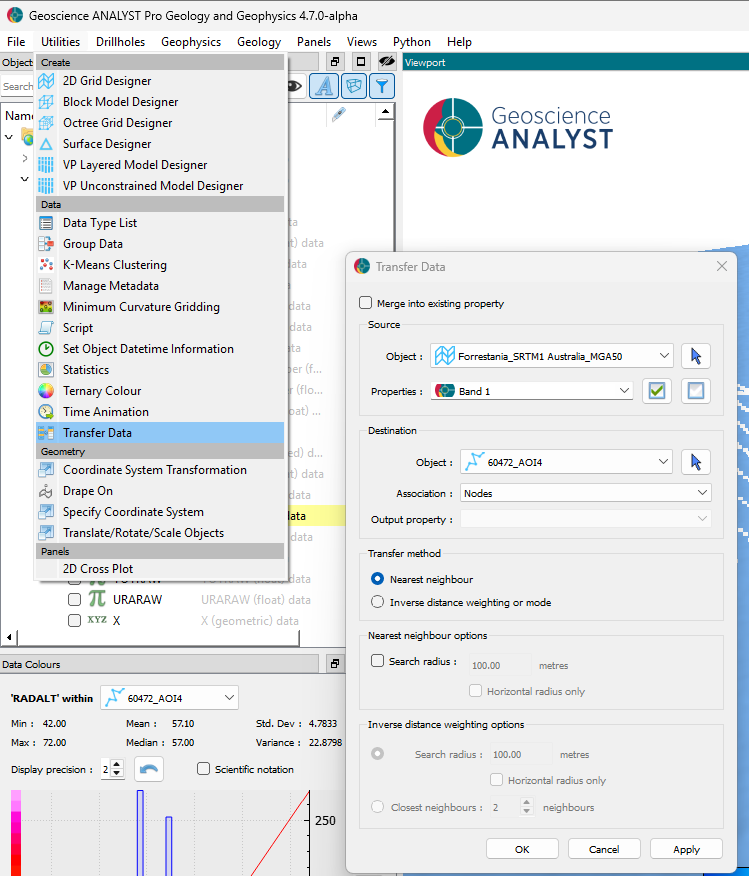 Geoscience ANALYST Pro Geology and Geophysics 4.7.0-alpha
File Utilities Drillholes Geophysics Geology Panels Views Python Help
Object
Create
Viewport
Search
2D Grid Designer
Block Model Designer
Octree Grid Designer
Surface Designer
VP Layered Model Designer
VP Unconstrained Model Designer
Data
Data Type List
Group Data
K-Means Clustering
Manage Metadata
Minimum Curvature Gridding
Script
Set Object Datetime Information
Statistics
Ternary Colour
Time Animation
Transfer Data
Geometry
Coordinate System Transformation
Drape On
Specify Coordinate System
Translate/Rotate/Scale Objects
Panels
2D Cross Plot
URARAW URARAW (float) data
XYZ X X (geometric) data
Geoscience
ANALYST
Transfer Data
Merge into existing property
Source
Object : Forrestania_SRTM1 Australia_MGA50
Properties : Band 1
Destination
Object : 60472_AOI4
Association : Nodes
Output property :
Transfer method
Nearest neighbour
Inverse distance weighting or mode
Nearest neighbour options
Search radius : 100.00 metres
Horizontal radius only
Inverse distance weighting options
Search radius : 100.00 metres
Horizontal radius only
Closest neighbours : 2 neighbours
OK Cancel Apply
Data Colours
'RADALT' within 60472_AOI4
Min : 42.00 Mean : 57.10 Std. Dev : 4.7833
Max : 72.00 Median : 57.00 Variance : 22.8798
Display precision : 2 Scientific notation
250